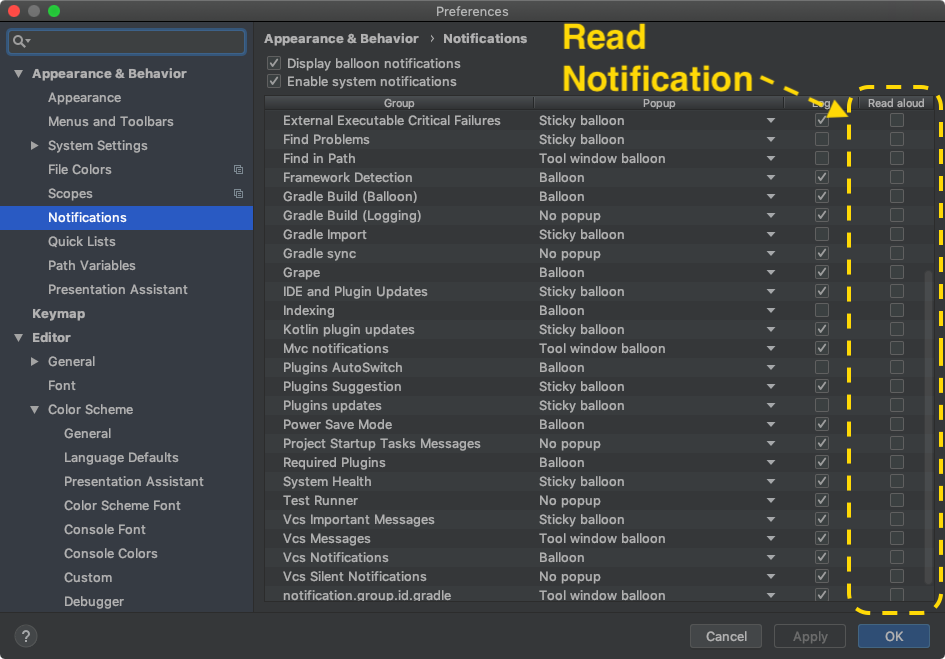 Preferences
Appearance & Behavior › Notifications
Read
Notification
Display balloon notifications
Enable system notifications
Appearance & Behavior
Appearance
Menus and Toolbars
System Settings
File Colors
Scopes
Notifications
Quick Lists
Path Variables
Presentation Assistant
Keymap
Editor
General
Font
Color Scheme
General
Language Defaults
Presentation Assistant
Color Scheme Font
Console Font
Console Colors
Custom
Debugger
Group Popup Log Read aloud
External Executable Critical Failures Sticky balloon
Find Problems Sticky balloon
Find in Path Tool window balloon
Framework Detection Balloon
Gradle Build (Balloon) Balloon
Gradle Build (Logging) No popup
Gradle Import Sticky balloon
Gradle sync No popup
Grape Balloon
IDE and Plugin Updates Sticky balloon
Indexing Balloon
Kotlin plugin updates Sticky balloon
Mvc notifications Tool window balloon
Plugins AutoSwitch Balloon
Plugins Suggestion Sticky balloon
Plugins updates Sticky balloon
Power Save Mode Balloon
Project Startup Tasks Messages No popup
Required Plugins Balloon
System Health Sticky balloon
Test Runner No popup
Vcs Important Messages Sticky balloon
Vcs Messages Tool window balloon
Vcs Notifications Balloon
Vcs Silent Notifications No popup
notification.group.id.gradle Tool window balloon
? Cancel Apply OK